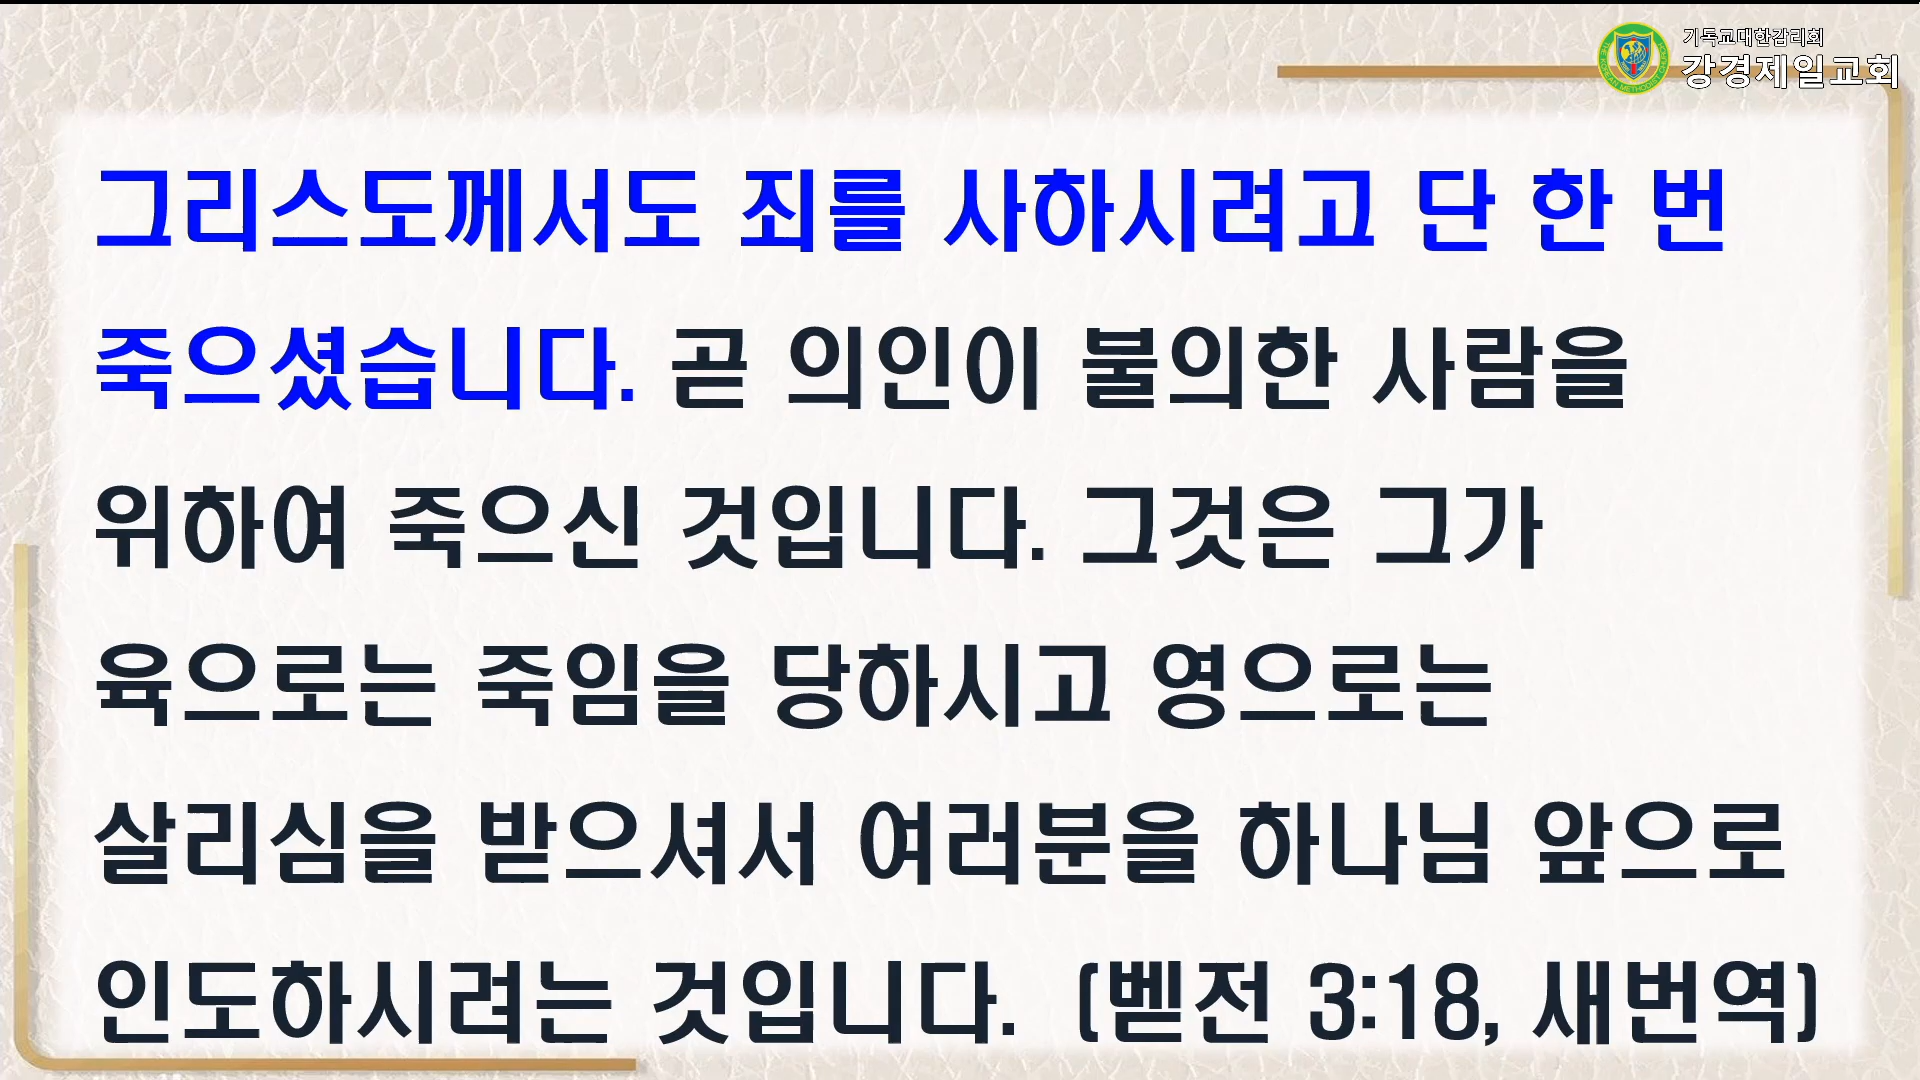 기독교대한감리회
강경제일교회
그리스도께서도 죄를 사하시려고 단 한 번
죽으셨습니다. 곧 의인이 불의한 사람을
위하여 죽으신 것입니다. 그것은 그가
육으로는 죽임을 당하시고 영으로는
살리심을 받으셔서 여러분을 하나님 앞으로
인도하시려는 것입니다. (벧전 3:18, 새번역)